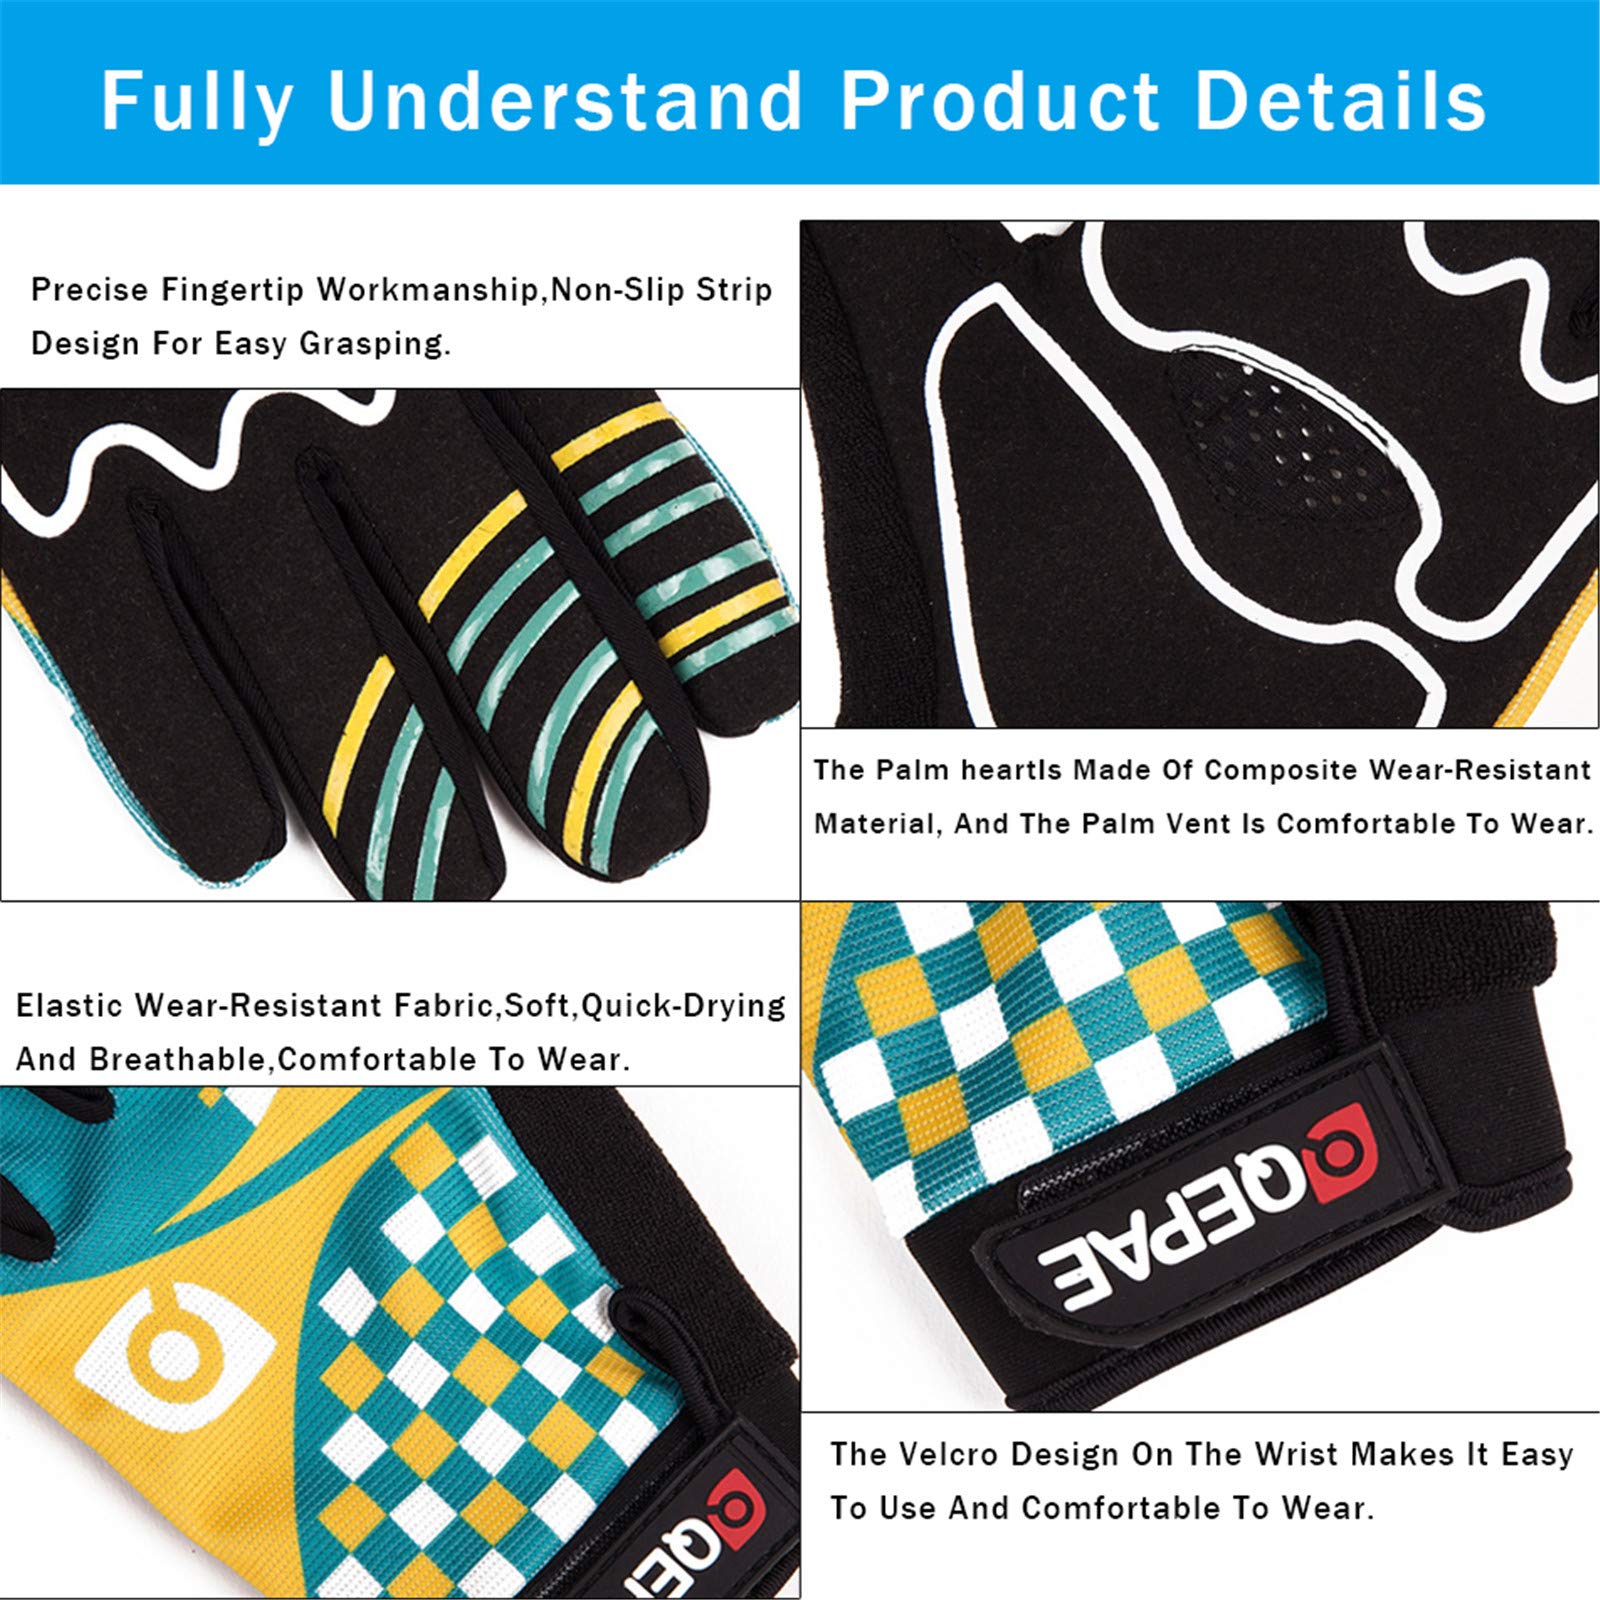 Fully Understand Product Details
Precise Fingertip Workmanship,Non-Slip Strip
Design For Easy Grasping.
The Palm heartIs Made Of Composite Wear-Resistant
Material, And The Palm Vent Is Comfortable To Wear.
Elastic Wear-Resistant Fabric,Soft,Quick-Drying
And Breathable,Comfortable To Wear.
QEPAE
QEI
The Velcro Design On The Wrist Makes It Easy
To Use And Comfortable To Wear.